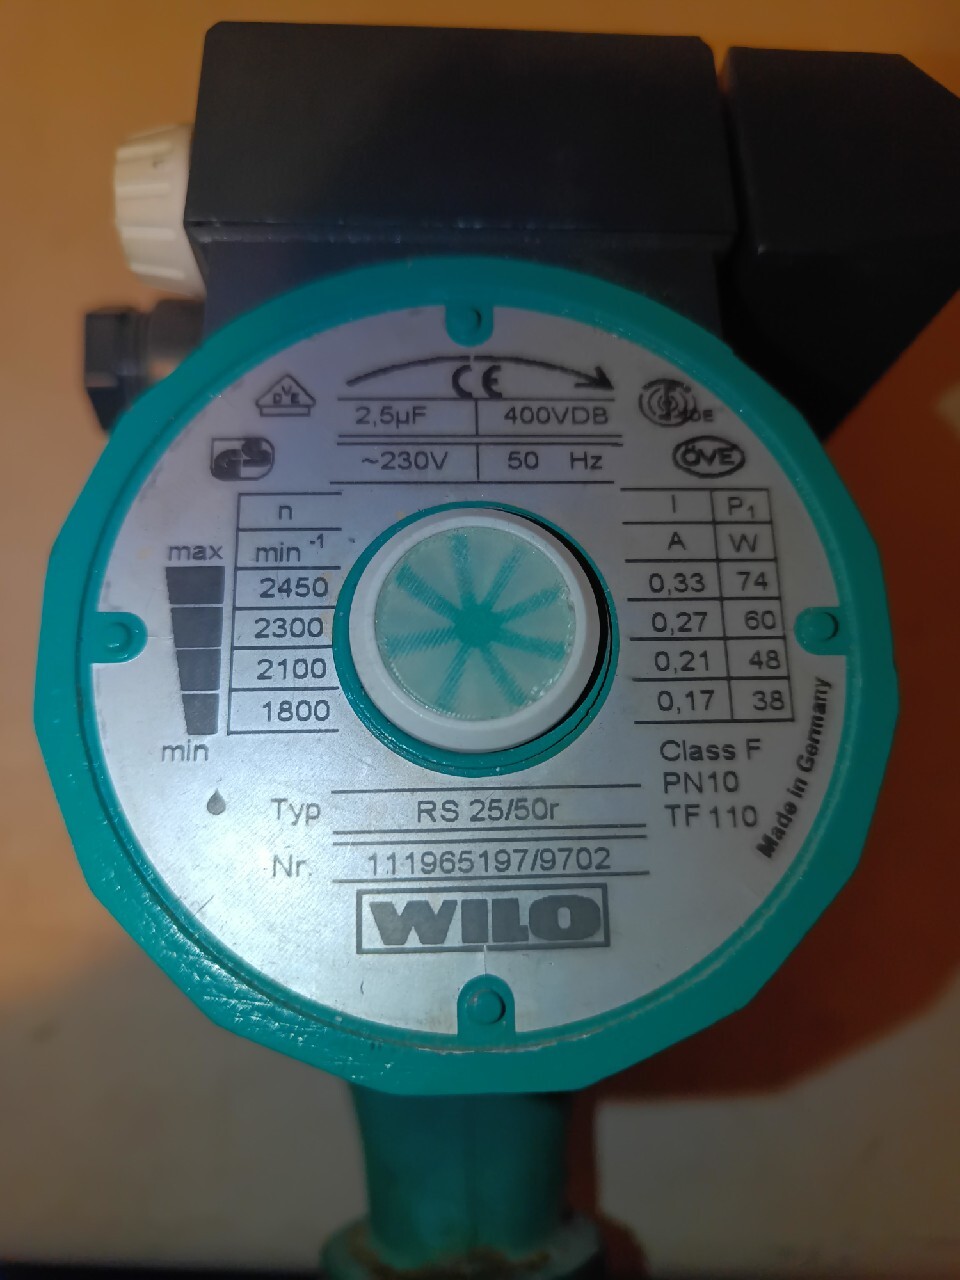 CE
DVE
2,5µF 400VDB
~230V 50 Hz
ÖVE
n I P1
max min -1 A W
2450 0,33 74
2300 0,27 60
2100 0,21 48
1800 0,17 38
min
Class F
PN10
TF 110
Made in Germany
Typ RS 25/50r
Nr. 111965197/9702
WILO